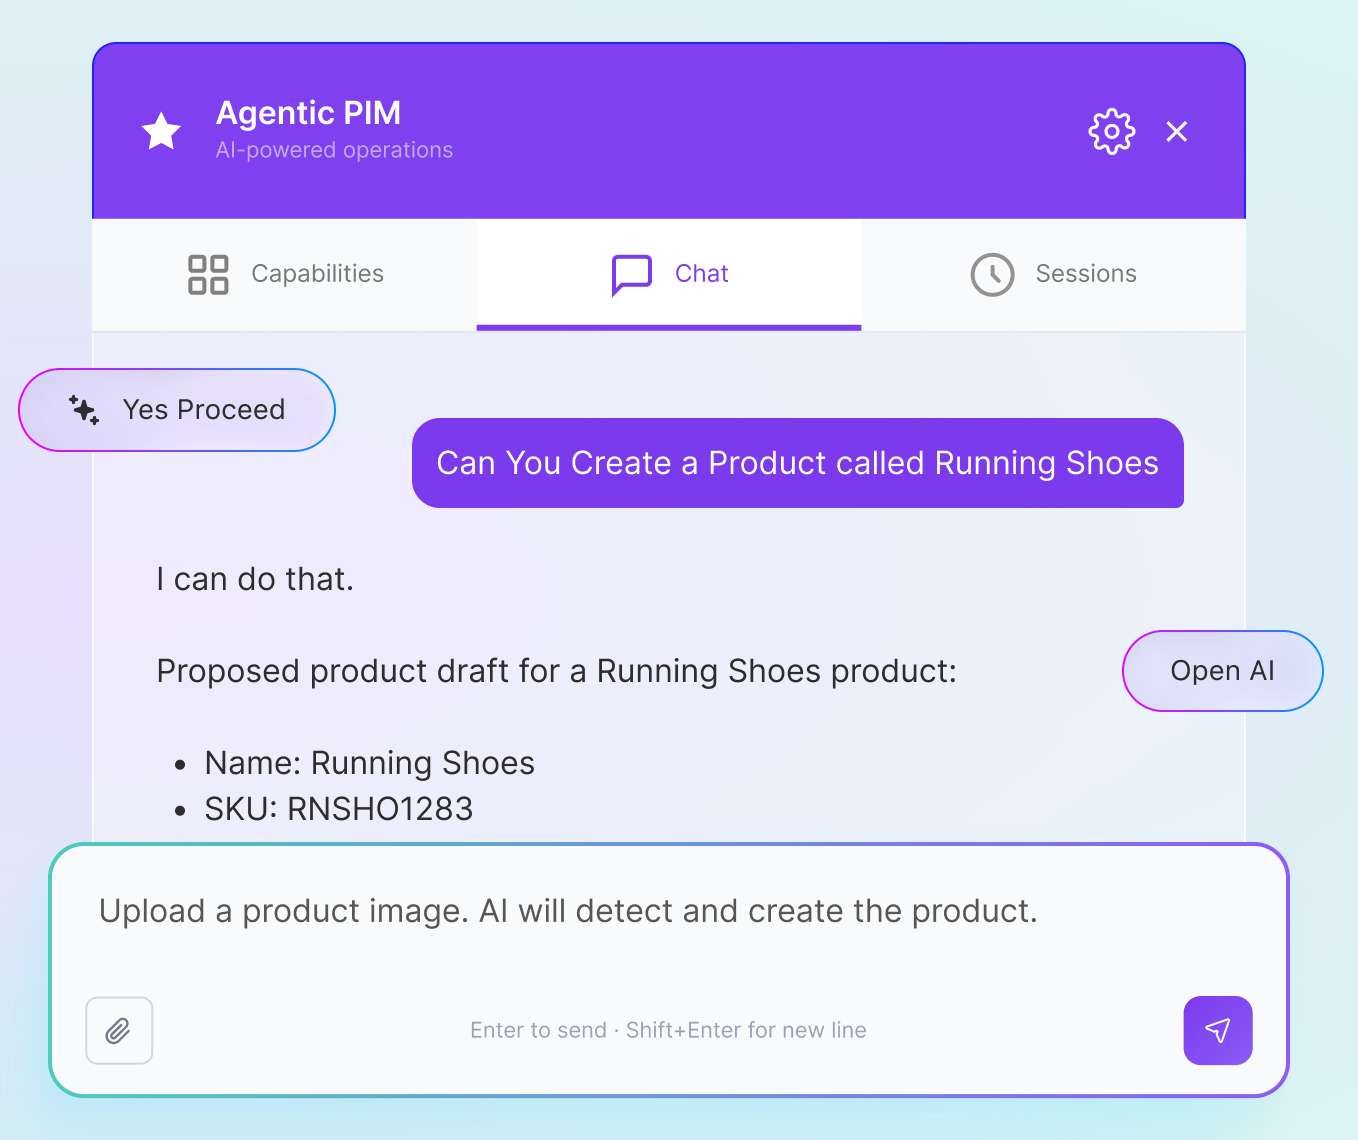 Agentic PIM
AI-powered operations
Capabilities
Chat
Sessions
Yes Proceed
Can You Create a Product called Running Shoes
I can do that.
Proposed product draft for a Running Shoes product:
Open AI
• Name: Running Shoes
• SKU: RNSHO1283
Upload a product image. AI will detect and create the product.
Enter to send · Shift+Enter for new line